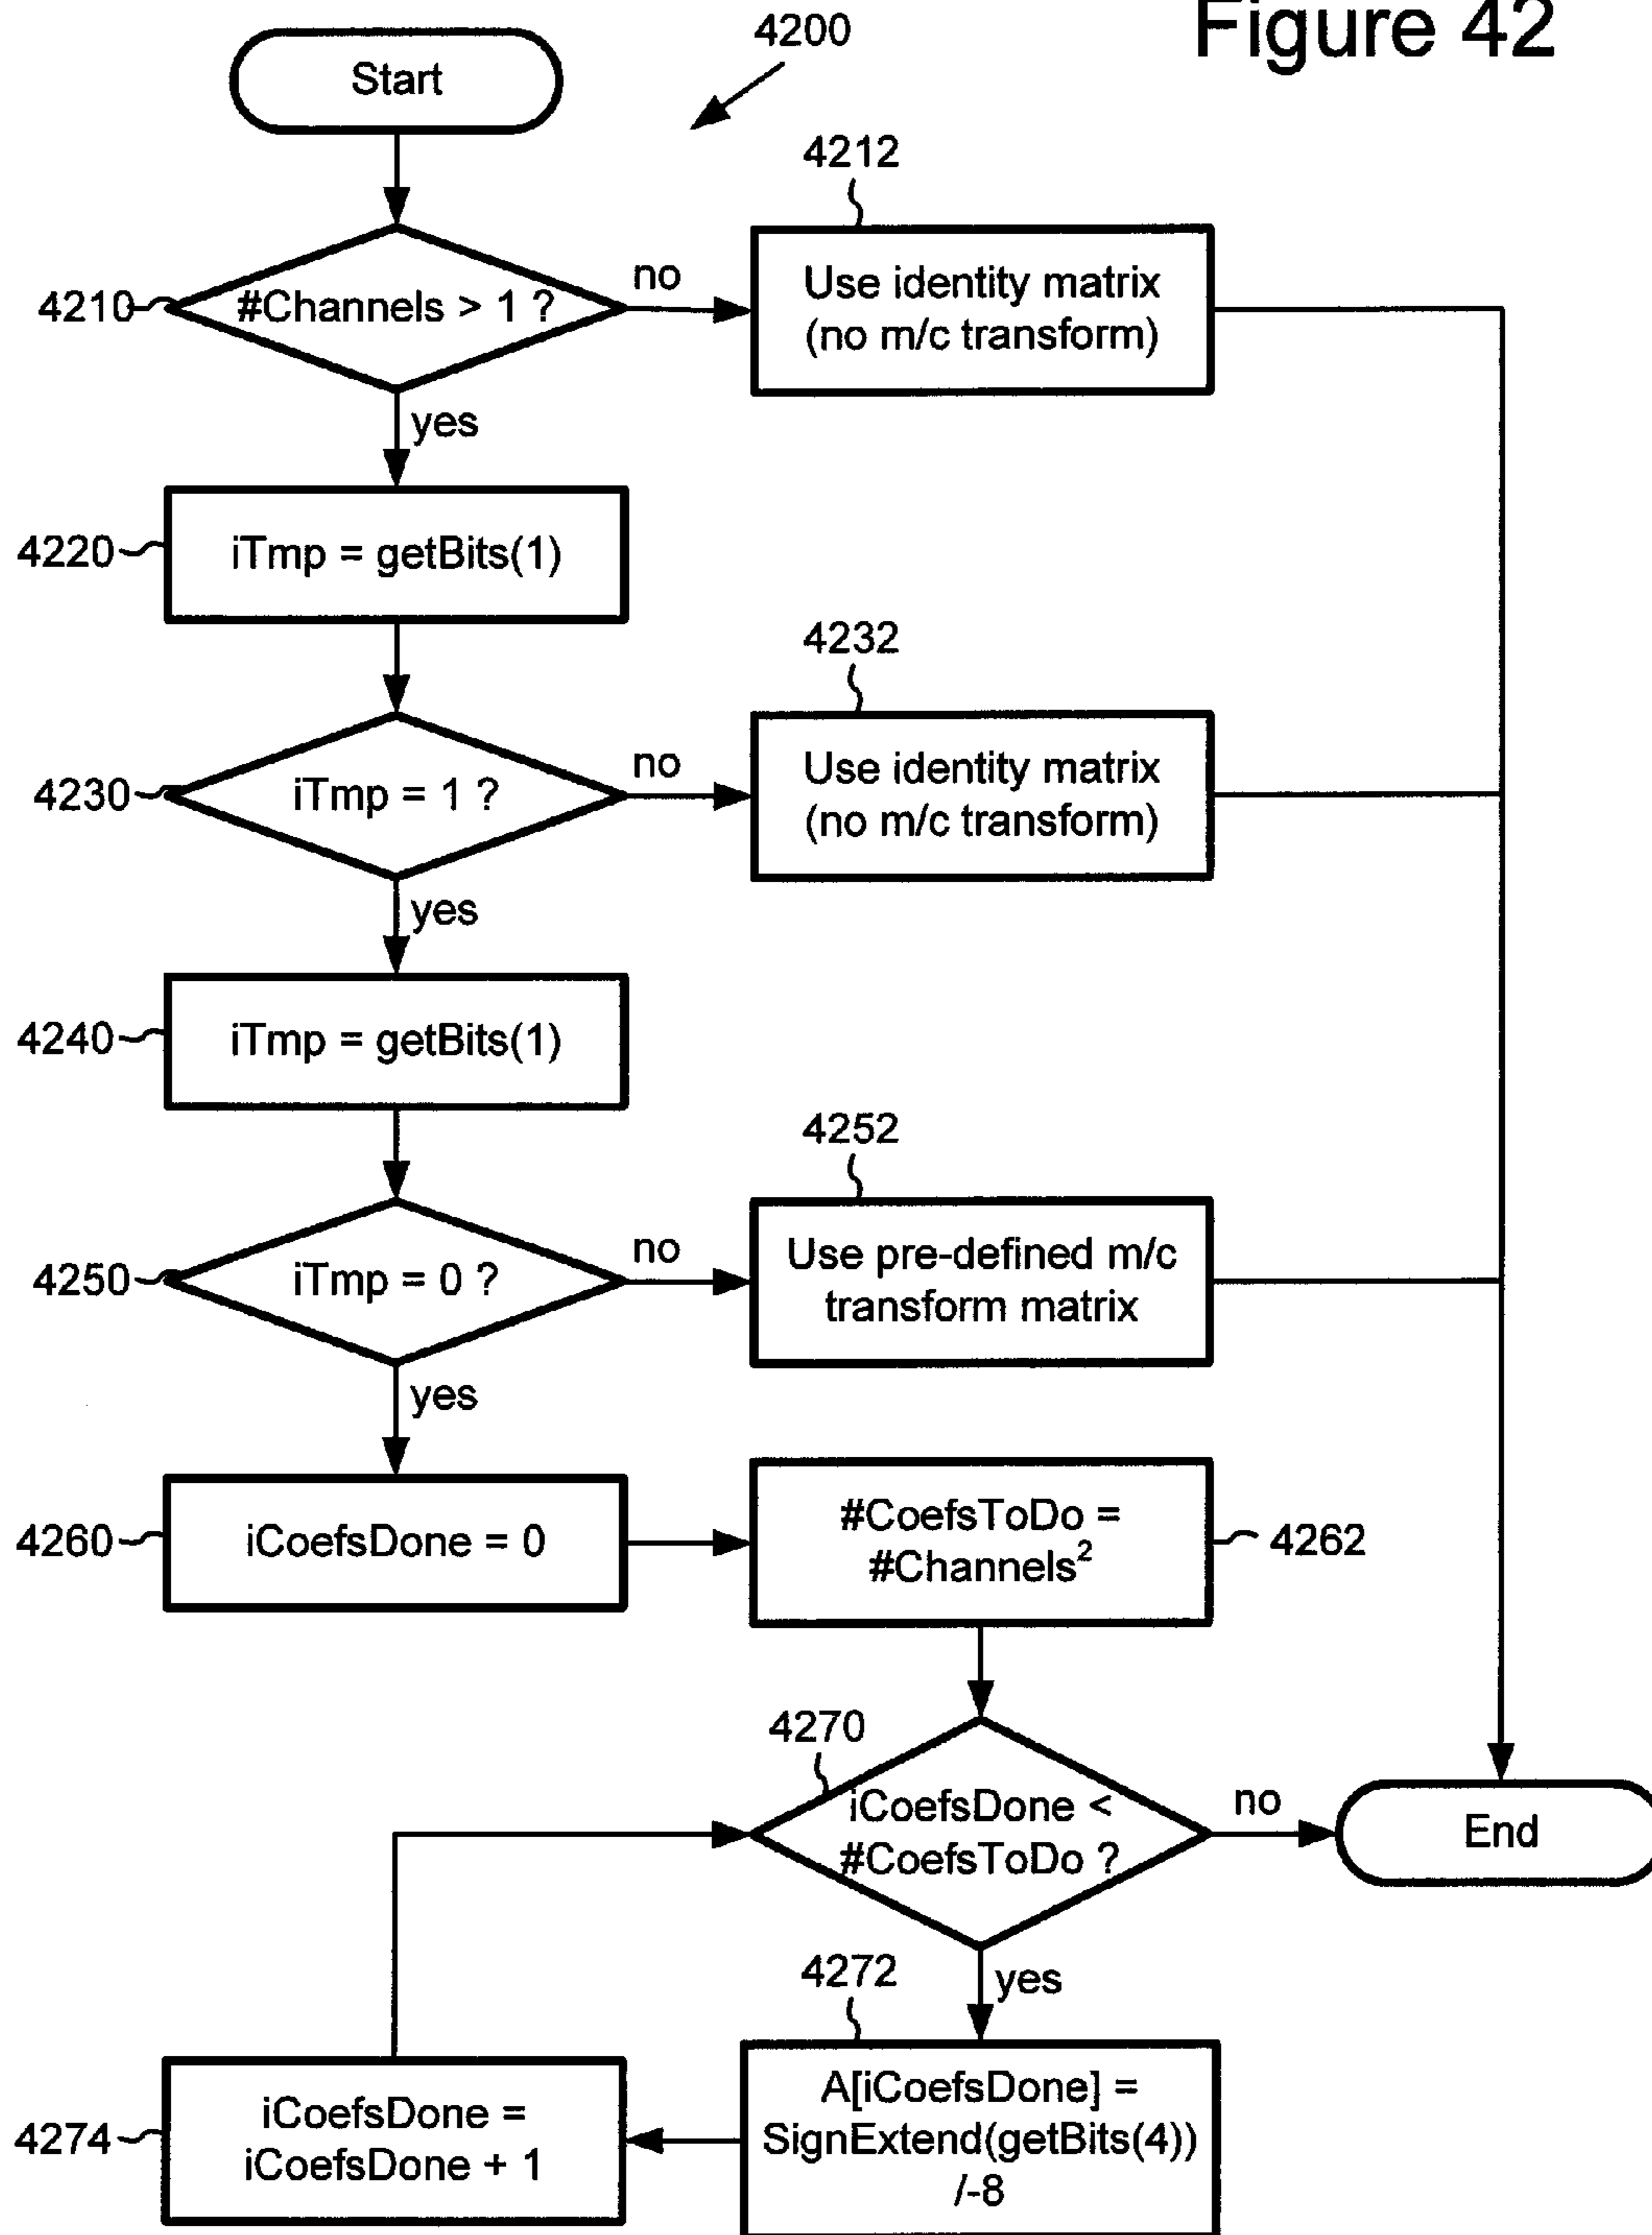 Figure 42
4200
Start
4212
4210
#Channels > 1 ?
no
Use identity matrix
(no m/c transform)
yes
4220
iTmp = getBits(1)
4232
4230
iTmp = 1 ?
no
Use identity matrix
(no m/c transform)
yes
4240
iTmp = getBits(1)
4252
4250
iTmp = 0 ?
no
Use pre-defined m/c
transform matrix
yes
4260
iCoefsDone = 0
#CoefsToDo =
#Channels²
4262
4270
iCoefsDone <
#CoefsToDo ?
no
End
4272
yes
4274
iCoefsDone =
iCoefsDone + 1
A[iCoefsDone] =
SignExtend(getBits(4))
/-8